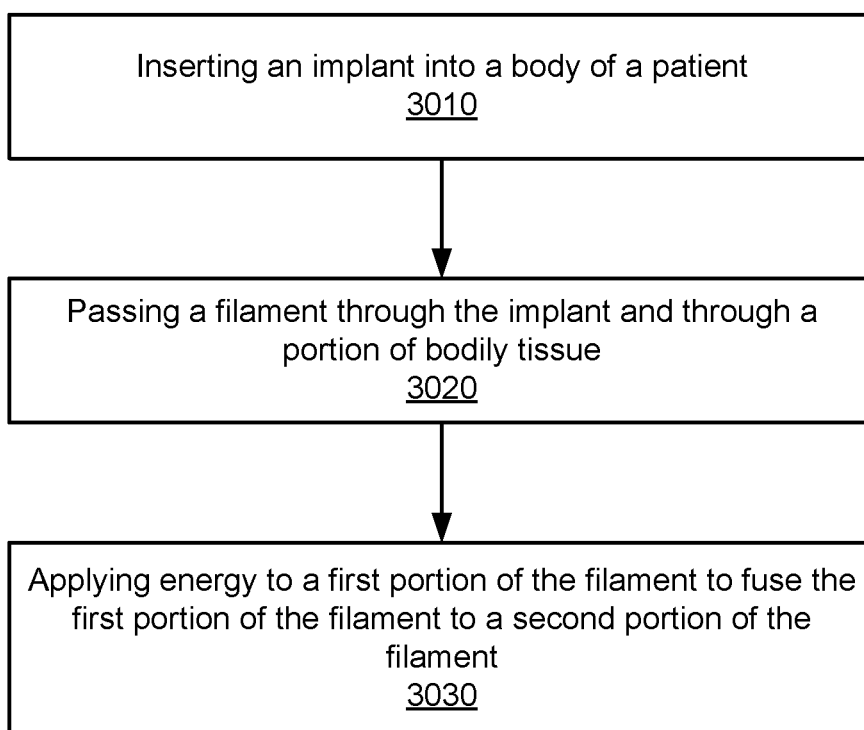 Inserting an implant into a body of a patient
3010
Passing a filament through the implant and through a
portion of bodily tissue
3020
Applying energy to a first portion of the filament to fuse the
first portion of the filament to a second portion of the
filament
3030